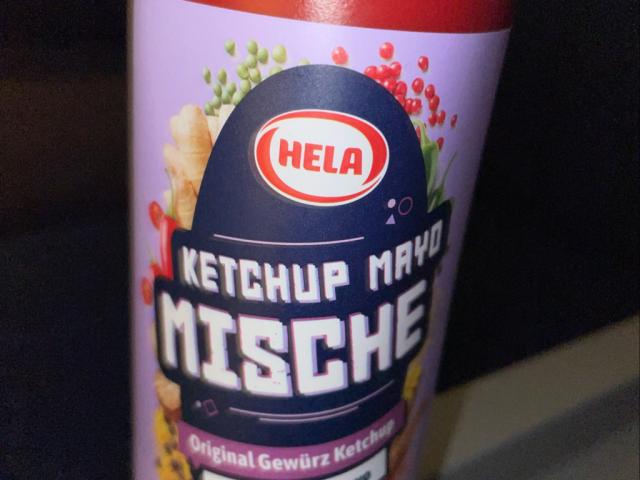 HELA
KETCHUP MAYO
MISCHE
Original Gewürz Ketchup